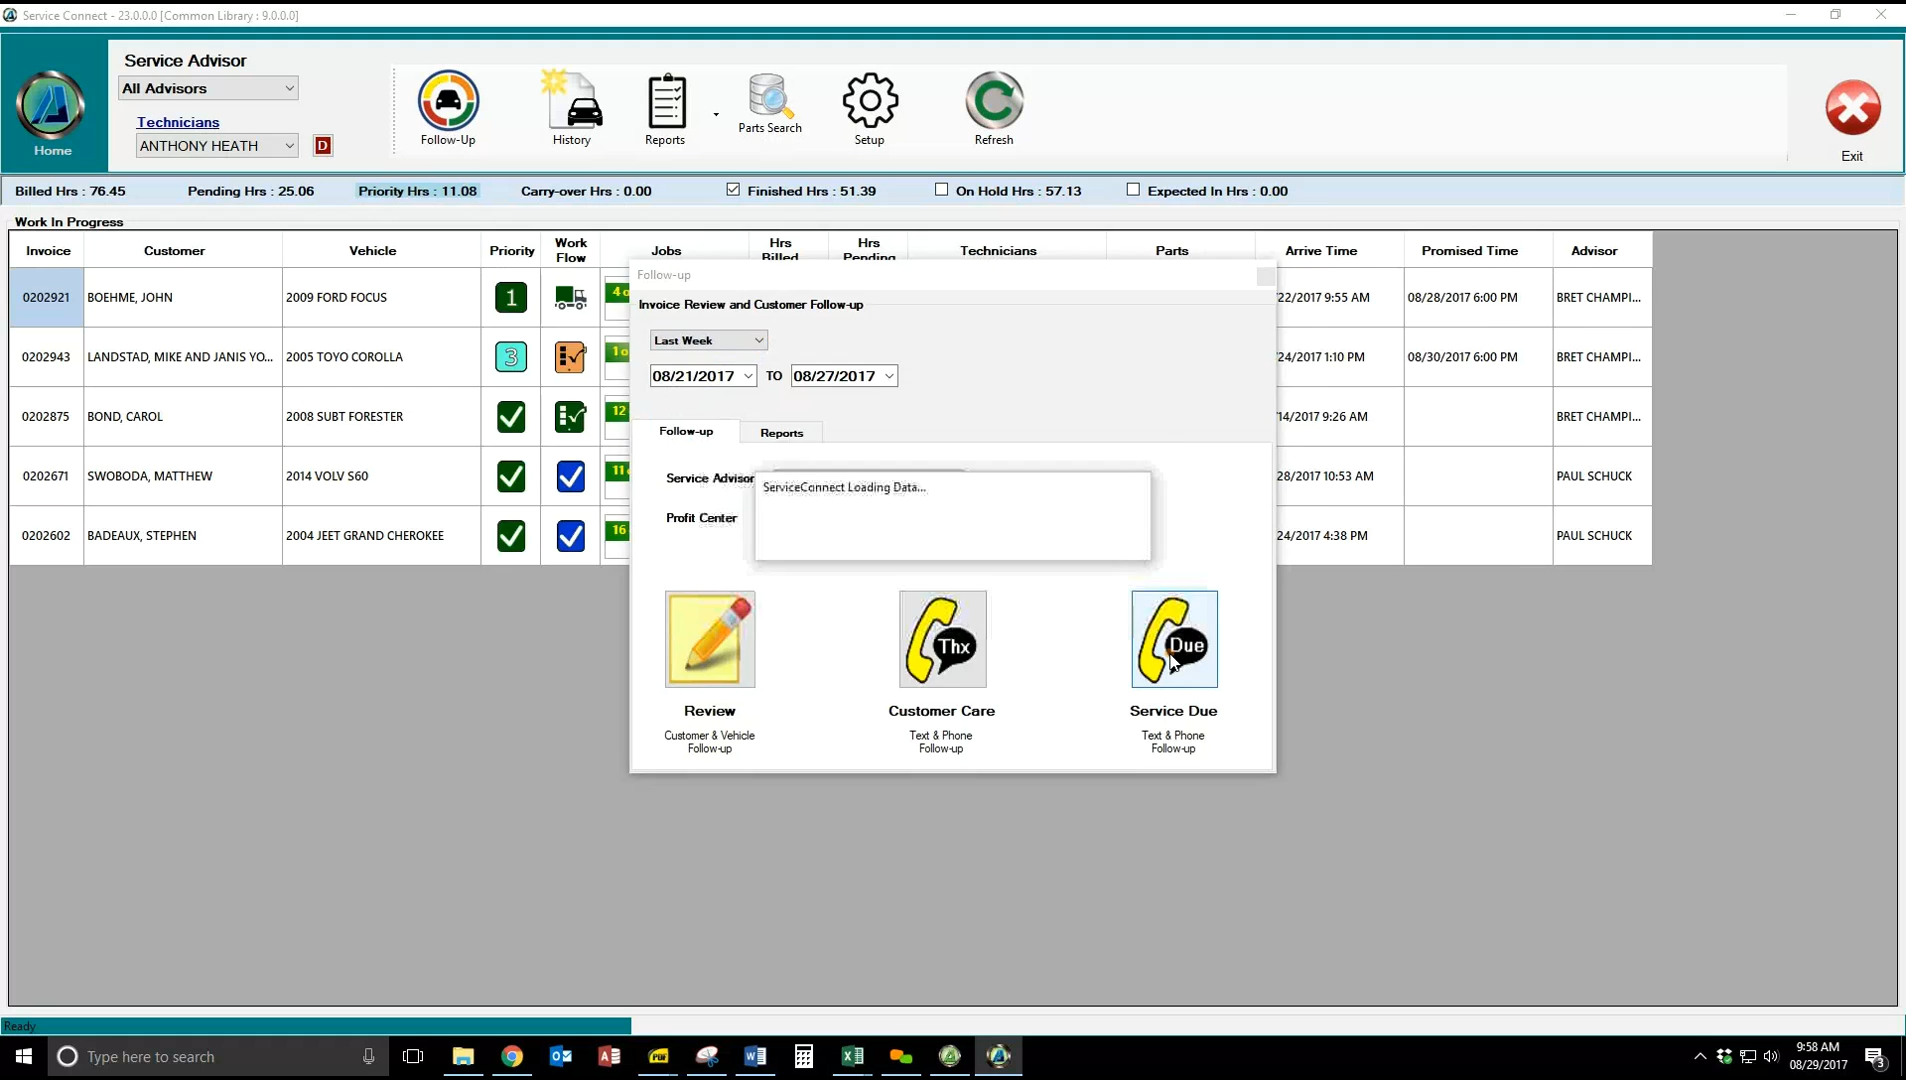 Service Connect - 23.0.0.0 [Common Library : 9.0.0.0]
Home
Service Advisor
All Advisors
Technicians
ANTHONY HEATH
D
Follow-Up
History
Reports
Parts Search
Setup
Refresh
Exit
Billed Hrs : 76.45
Pending Hrs : 25.06
Priority Hrs : 11.08
Carry-over Hrs : 0.00
Finished Hrs : 51.39
On Hold Hrs : 57.13
Expected In Hrs : 0.00
Work In Progress
Invoice
Customer
Vehicle
Priority
Work
Flow
Jobs
Hrs
Billed
Hrs
Pending
Technicians
Parts
Arrive Time
Promised Time
Advisor
0202921
BOEHME, JOHN
2009 FORD FOCUS
1
4 o
22/2017 9:55 AM
08/28/2017 6:00 PM
BRET CHAMPI...
0202943
LANDSTAD, MIKE AND JANIS YO...
2005 TOYO COROLLA
3
1 o
24/2017 1:10 PM
08/30/2017 6:00 PM
BRET CHAMPI...
0202875
BOND, CAROL
2008 SUBT FORESTER
12
14/2017 9:26 AM
BRET CHAMPI...
0202671
SWOBODA, MATTHEW
2014 VOLV S60
11
28/2017 10:53 AM
PAUL SCHUCK
0202602
BADEAUX, STEPHEN
2004 JEET GRAND CHEROKEE
16
24/2017 4:38 PM
PAUL SCHUCK
Follow-up
Invoice Review and Customer Follow-up
Last Week
08/21/2017 TO 08/27/2017
Follow-up
Reports
Service Advisor
Profit Center
ServiceConnect Loading Data...
Thx
Due
Review
Customer & Vehicle
Follow-up
Customer Care
Text & Phone
Follow-up
Service Due
Text & Phone
Follow-up
Ready
Type here to search
PDF
9:58 AM
08/29/2017
3